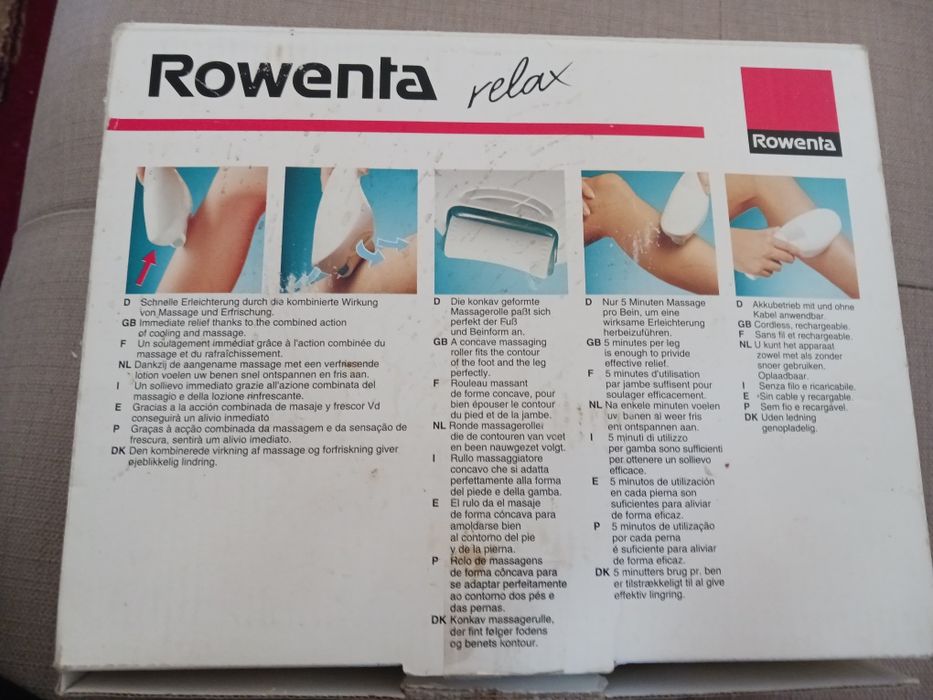 Rowenta relax
Rowenta
D Schnelle Erleichterung durch die kombinierte Wirkung
von Massage und Erfrischung.
GB Immediate relief thanks to the combined action
of cooling and massage.
F Un soulagement immédiat grâce à l'action combinée du
massage et du rafraîchissement.
NL Dankzij de aangename massage met een verfrissende
lotion voelen uw benen snel ontspannen en fris aan.
I Un sollievo immediato grazie all'azione combinata del
massagio e della lozione rinfrescante.
E Gracias a la acción combinada de masaje y frescor Vd
conseguirà un alivio inmediató
P Graças à acção combinada da massagem e da sensação de
frescura, sentirà um alivio imediato.
DK Den kombinerede virkning af massage og forfriskning giver
øjeblikkelig lindring.
D Die konkav geformte
Massagerolle paßt sich
perfekt der Fuß
und Beinform an.
GB A concave massaging
roller fits the contour
of the foot and the leg
perfectly.
F Rouleau massant
de forme concave, pour
bien épouser le contour
du pied et de la jambe.
NL Ronde massagerollei
die de contouren van voet
en been nauwgezet volgt.
I Rullo massaggiatore
concavo che si adatta
perfettamente alla forma
del piede e della gamba.
E El rulo da el masaje
de forma cóncava para
amoldarse bien
al contorno del pie
y de la pierna.
P Rolo de massagens
de forma côncava para
se adaptar perfeitamente
ao contorno dos pés e
das pernas.
DK Konkav massagerulle,
der fint følger fodens
og benets kontour.
D Nur 5 Minuten Massage
pro Bein, um eine
wirksame Erleichterung
herbeizuführen.
GB 5 minutes per leg
is enough to privide
effective relief.
F 5 minutes d'utilisation
par jambe suffisent pour
soulager efficacement.
NL Na enkele minuten voelen
uw benen al weer fris
en ontspannen aan.
I 5 minuti di utilizzo
per gamba sono sufficienti
per ottenere un sollievo
efficace.
E 5 minutos de utilización
en cada pierna son
suficientes para aliviar
de forma eficaz.
P 5 minutos de utilização
por cada perna
é suficiente para aliviar
de forma eficaz.
DK 5 minutters brug pr. ben
er tilstrækkeligt til al give
effektiv lingring.
D Akkubetrieb mit und ohne
Kabel anwendbar.
GB Cordless, rechargeable.
F Sans fil et rechargeable.
NL U kunt het apparaat
zowel met als zonder
snoer gebruiken.
Oplaadbaar.
I Senza filo e ricaricabile.
E Sin cable y recargable.
P Sem fio e recargável.
DK Uden ledning
genopladelig.